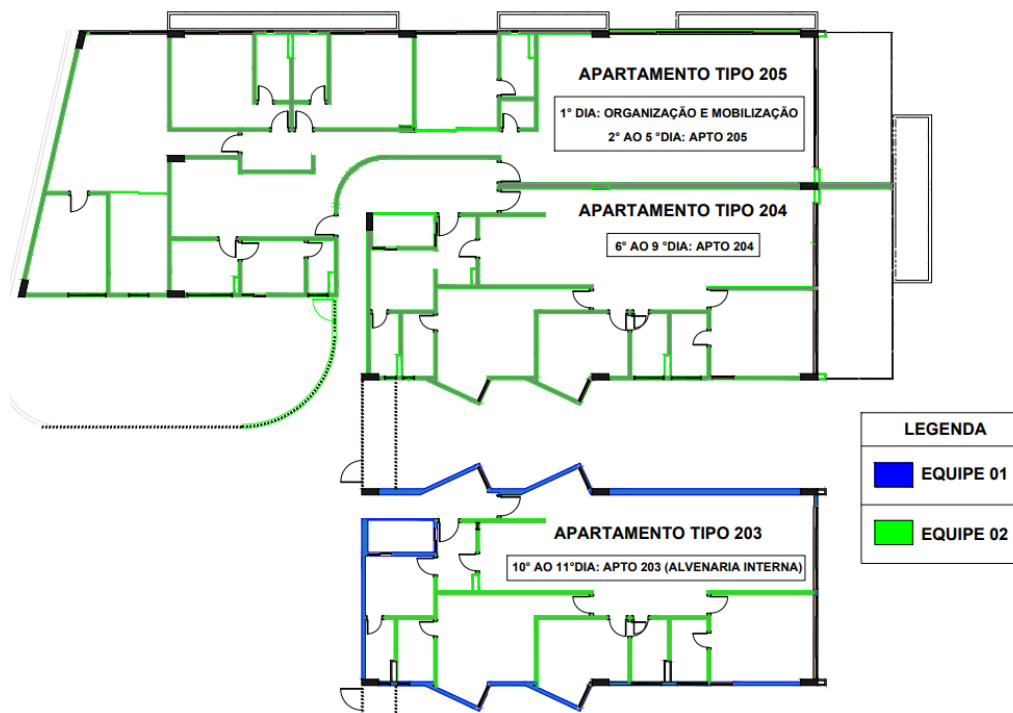 APARTAMENTO TIPO 205
1° DIA: ORGANIZAÇÃO E MOBILIZAÇÃO
2° AO 5 °DIA: APTO 205
APARTAMENTO TIPO 204
6° AO 9 °DIA: APTO 204
LEGENDA
EQUIPE 01
EQUIPE 02
APARTAMENTO TIPO 203
10° AO 11°DIA: APTO 203 (ALVENARIA INTERNA)